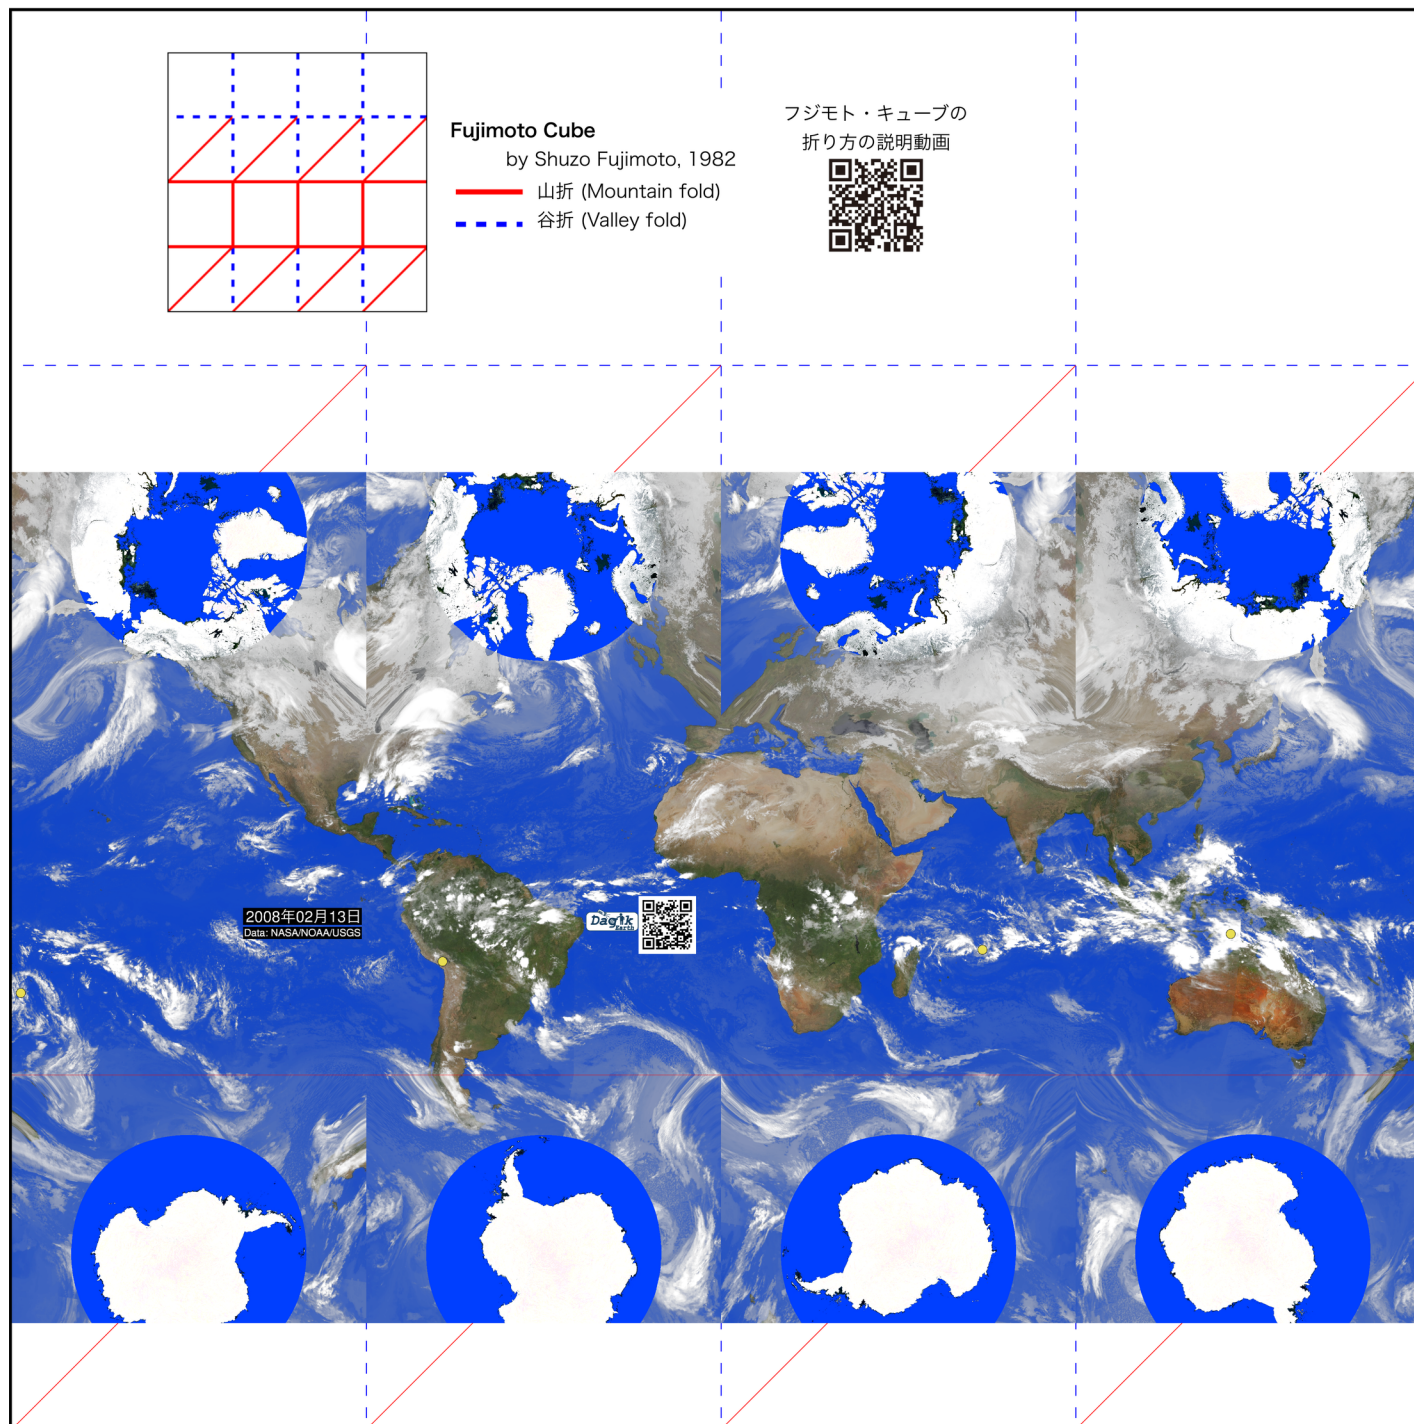 Fujimoto Cube
by Shuzo Fujimoto, 1982
山折 (Mountain fold)
谷折 (Valley fold)
フジモト・キューブの
折り方の説明動画
2008年02月13日
Data: NASA/NOAA/USGS
Dagik
Earth